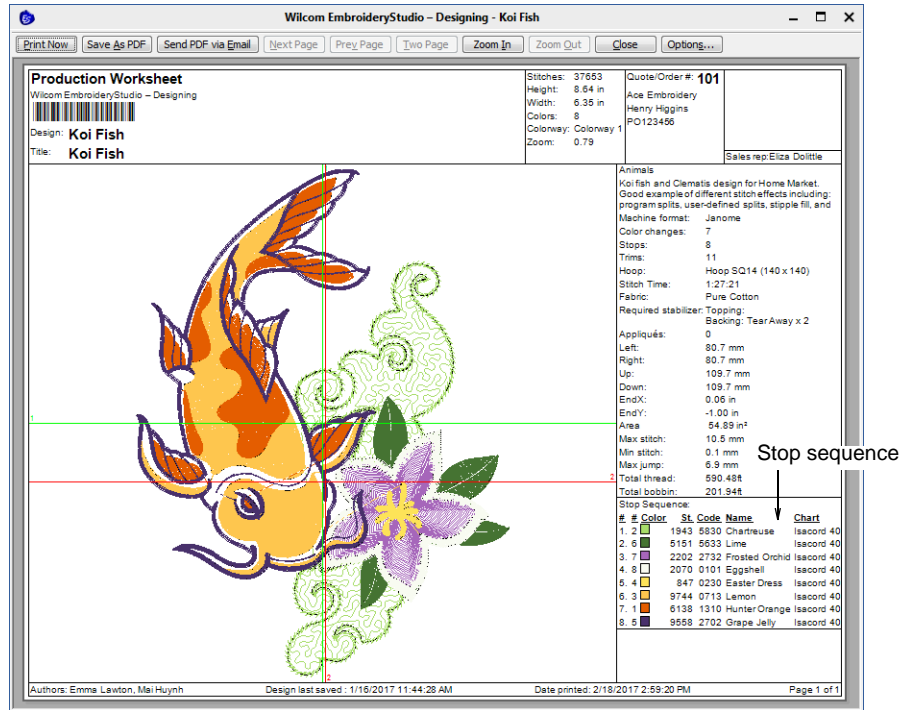 Wilcom EmbroideryStudio – Designing - Koi Fish
Print Now Save As PDF Send PDF via Email Next Page Prev Page Two Page Zoom In Zoom Out Close Options...
Production Worksheet
Wilcom EmbroideryStudio – Designing
Design: Koi Fish
Title: Koi Fish
Stitches: 37653
Height: 8.64 in
Width: 6.35 in
Colors: 8
Colorway: Colorway 1
Zoom: 0.79
Quote/Order #: 101
Ace Embroidery
Henry Higgins
PO123456
Sales rep:Eliza Dolittle
Animals
Koi fish and Clematis design for Home Market.
Good example of different stitch effects including:
program splits, user-defined splits, stipple fill, and
Machine format: Janome
Color changes: 7
Stops: 8
Trims: 11
Hoop: Hoop SQ14 (140 x 140)
Stitch Time: 1:27:21
Fabric: Pure Cotton
Required stabilizer: Topping:
Backing: Tear Away x 2
Appliqués: 0
Left: 80.7 mm
Right: 80.7 mm
Up: 109.7 mm
Down: 109.7 mm
EndX: 0.06 in
EndY: -1.00 in
Area 54.89 in²
Max stitch: 10.5 mm
Min stitch: 0.1 mm
Max jump: 6.9 mm
Total thread: 590.48ft
Total bobbin: 201.94ft
Stop sequence
Stop Sequence:
# # Color St. Code Name Chart
1. 2 1943 5830 Chartreuse Isacord 40
2. 6 5151 5633 Lime Isacord 40
3. 7 2202 2732 Frosted Orchid Isacord 40
4. 8 2070 0101 Eggshell Isacord 40
5. 4 847 0230 Easter Dress Isacord 40
6. 3 9744 0713 Lemon Isacord 40
7. 1 6138 1310 Hunter Orange Isacord 40
8. 5 9558 2702 Grape Jelly Isacord 40
1
2
2
Authors: Emma Lawton, Mai Huynh Design last saved : 1/16/2017 11:44:28 AM Date printed: 2/18/2017 2:59:20 PM Page 1 of 1